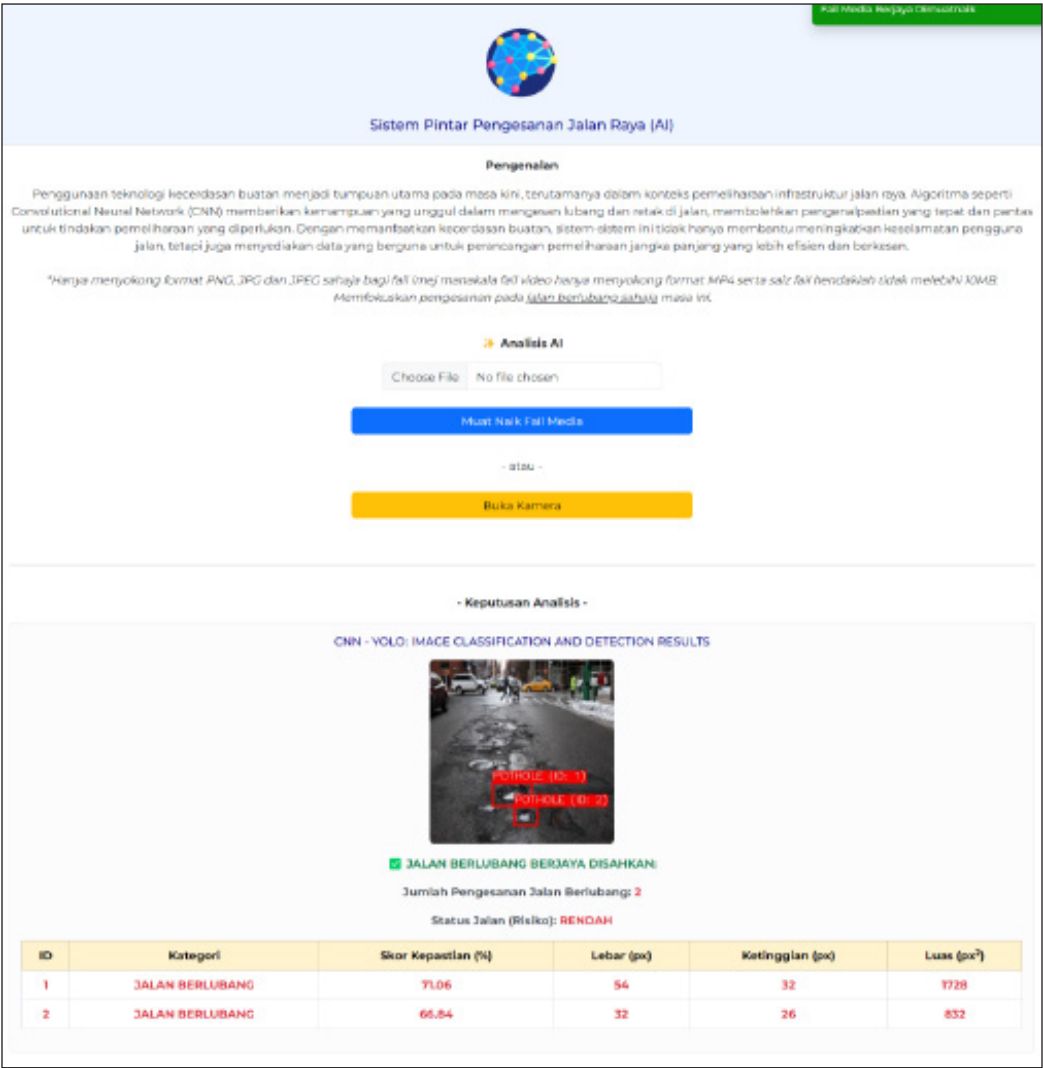 Fail Media Berjaya Dimuatnaik
Sistem Pintar Pengesanan Jalan Raya (AI)
Pengenalan
Penggunaan teknologi kecerdasan buatan menjadi tumpuan utama pada masa kini, terutamanya dalam konteks pemeliharaan infrastruktur jalan raya. Algoritma seperti
Convolutional Neural Network (CNN) memberikan kemampuan yang unggul dalam mengesan lubang dan retak di jalan, membolehkan pengenalpastian yang tepat dan pantas
untuk tindakan pemeliharaan yang diperlukan. Dengan memanfaatkan kecerdasan buatan, sistem-sistem ini tidak hanya membantu meningkatkan keselamatan pengguna
jalan, tetapi juga menyediakan data yang berguna untuk perancangan pemeliharaan jangka panjang yang lebih efisien dan berkesan.
*Hanya menyokong format PNG, JPG dan JPEG sahaja bagi fail imej manakala fail video hanya menyokong format MP4 serta saiz fail hendaklah tidak melebihi 10MB.
Memfokuskan pengesanan pada jalan berlubang sahaja masa ini.
✨ Analisis AI
Choose File No file chosen
Muat Naik Fail Media
- atau -
Buka Kamera
- Keputusan Analisis -
CNN - YOLO: IMAGE CLASSIFICATION AND DETECTION RESULTS
POTHOLE (ID: 1)
POTHOLE (ID: 2)
✅ JALAN BERLUBANG BERJAYA DISAHKAN:
Jumlah Pengesanan Jalan Berlubang: 2
Status Jalan (Risiko): RENDAH
ID Kategori Skor Kepastian (%) Lebar (px) Ketinggian (px) Luas (px²)
1 JALAN BERLUBANG 71.06 54 32 1728
2 JALAN BERLUBANG 66.84 32 26 832